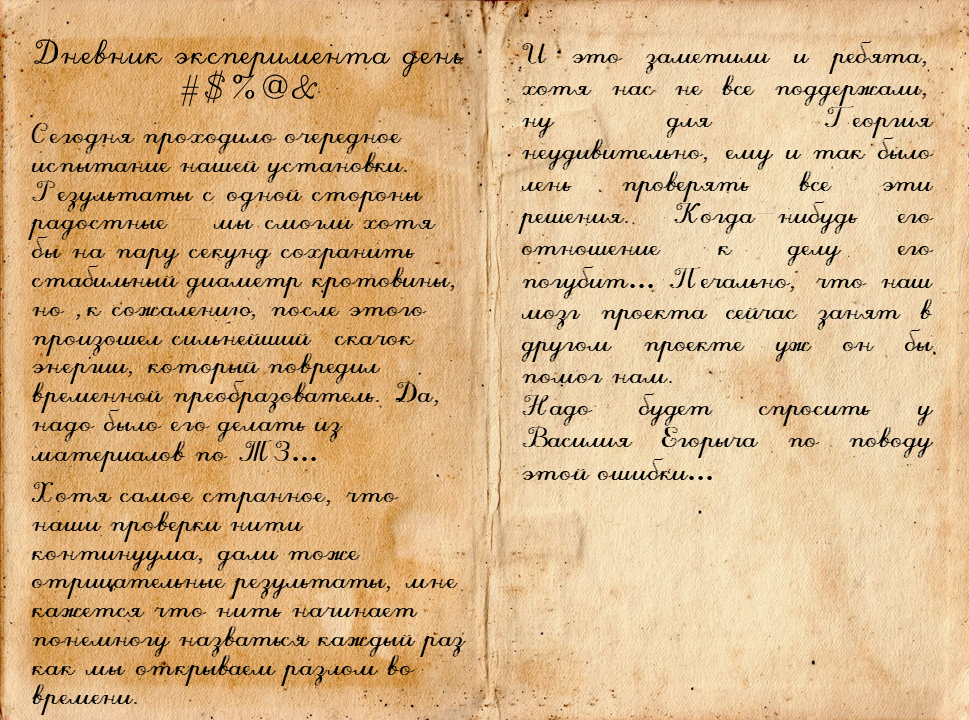 Дневник эксперимента день
#$%@&
Сегодня проходило очередное
испытание нашей установки.
Результаты с одной стороны
радостные мы смогли хотя
бы на пару секунд сохранить
стабильный диаметр кротовины,
но ,к сожалению, после этого
произошел сильнейший скачок
энергии, который повредил
временной преобразователь. Да,
надо было его делать из
материалов по ТЗ...
Хотя самое странное, что
наши проверки нити
континуума, дали тоже
отрицательные результаты, мне
кажется что нить начинает
понемногу назваться каждый раз
как мы открываем разлом во
времени.
И это заметили и ребята,
хотя нас не все поддержали,
ну для Георгия
неудивительно, ему и так было
лень проверять все эти
решения.. Когда нибудь его
отношение к делу его
погубит... Печально, что наш
мозг проекта сейчас занят в
другом проекте уж он бы
помог нам.
Надо будет спросить у
Василия Егорыча по поводу
этой ошибки...